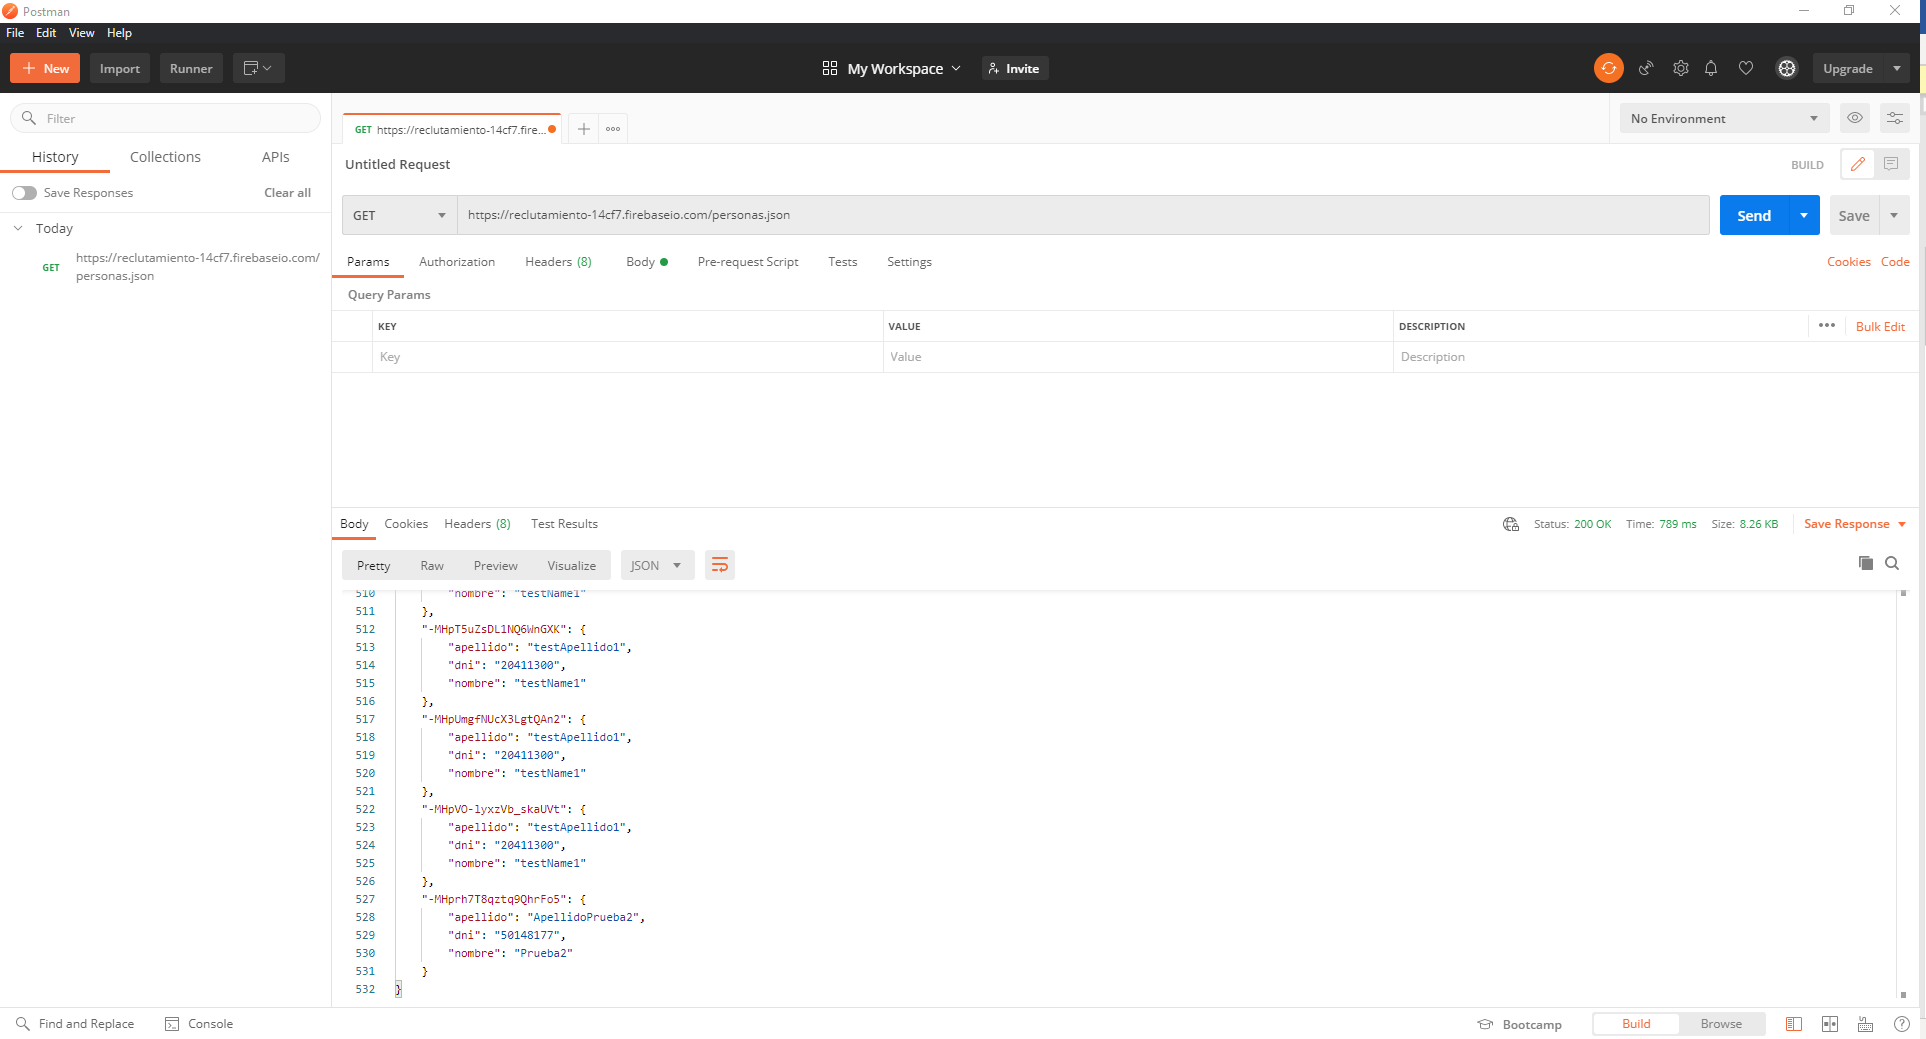 Postman
File Edit View Help
New Import Runner My Workspace Invite Upgrade
Filter
History Collections APIs
Save Responses Clear all
Today
GET https://reclutamiento-14cf7.firebaseio.com/
personas.json
GET https://reclutamiento-14cf7.fire...
No Environment
Untitled Request
BUILD
GET https://reclutamiento-14cf7.firebaseio.com/personas.json Send Save
Params Authorization Headers (8) Body Pre-request Script Tests Settings Cookies Code
Query Params
KEY VALUE DESCRIPTION Bulk Edit
Key Value Description
Body Cookies Headers (8) Test Results Status: 200 OK Time: 789 ms Size: 8.26 KB Save Response
Pretty Raw Preview Visualize JSON
510 "nombre": "testName1"
511 },
512 "-MHpT5uZsDL1NQ6WnGXK": {
513 "apellido": "testApellido1",
514 "dni": "20411300",
515 "nombre": "testName1"
516 },
517 "-MHpUmgfNUcX3LgtQAn2": {
518 "apellido": "testApellido1",
519 "dni": "20411300",
520 "nombre": "testName1"
521 },
522 "-MHpVO-lyxzVb_skaUVt": {
523 "apellido": "testApellido1",
524 "dni": "20411300",
525 "nombre": "testName1"
526 },
527 "-MHprh7T8qztq9QhrFo5": {
528 "apellido": "ApellidoPrueba2",
529 "dni": "50148177",
530 "nombre": "Prueba2"
531 }
532 }
Find and Replace Console Bootcamp Build Browse